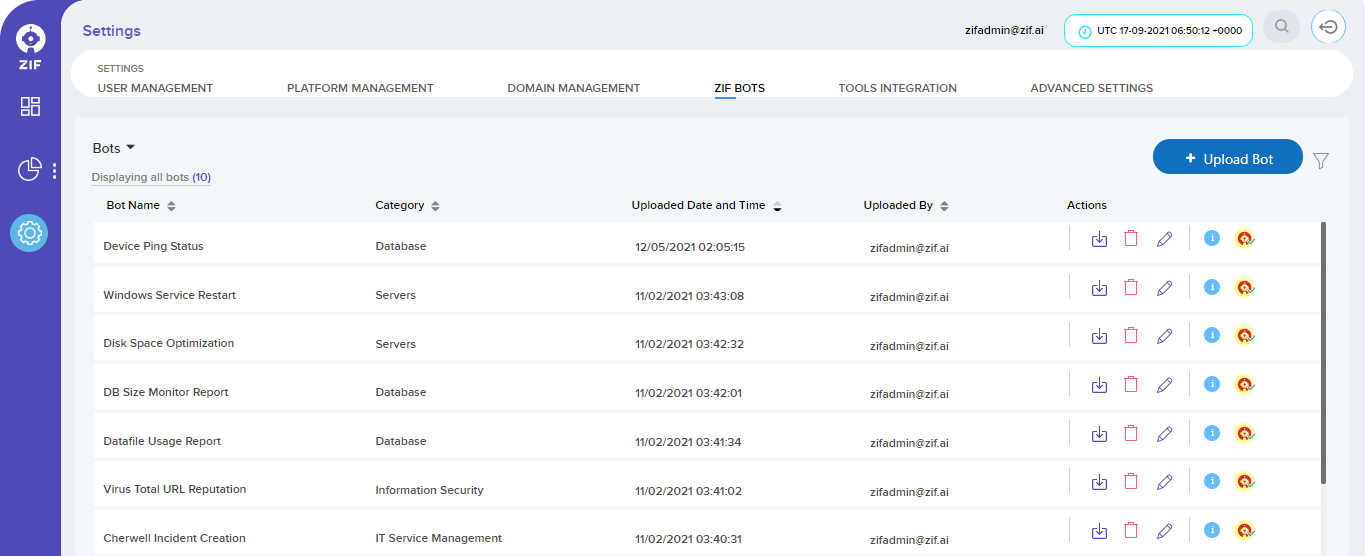 Settings
zifadmin@zif.ai
UTC 17-09-2021 06:50:12 +0000
ZIF
SETTINGS
USER MANAGEMENT PLATFORM MANAGEMENT DOMAIN MANAGEMENT ZIF BOTS TOOLS INTEGRATION ADVANCED SETTINGS
Bots
+ Upload Bot
Displaying all bots (10)
Bot Name Category Uploaded Date and Time Uploaded By Actions
Device Ping Status Database 12/05/2021 02:05:15 zifadmin@zif.ai i
Windows Service Restart Servers 11/02/2021 03:43:08 zifadmin@zif.ai i
Disk Space Optimization Servers 11/02/2021 03:42:32 zifadmin@zif.ai i
DB Size Monitor Report Database 11/02/2021 03:42:01 zifadmin@zif.ai i
Datafile Usage Report Database 11/02/2021 03:41:34 zifadmin@zif.ai i
Virus Total URL Reputation Information Security 11/02/2021 03:41:02 zifadmin@zif.ai i
Cherwell Incident Creation IT Service Management 11/02/2021 03:40:31 zifadmin@zif.ai i